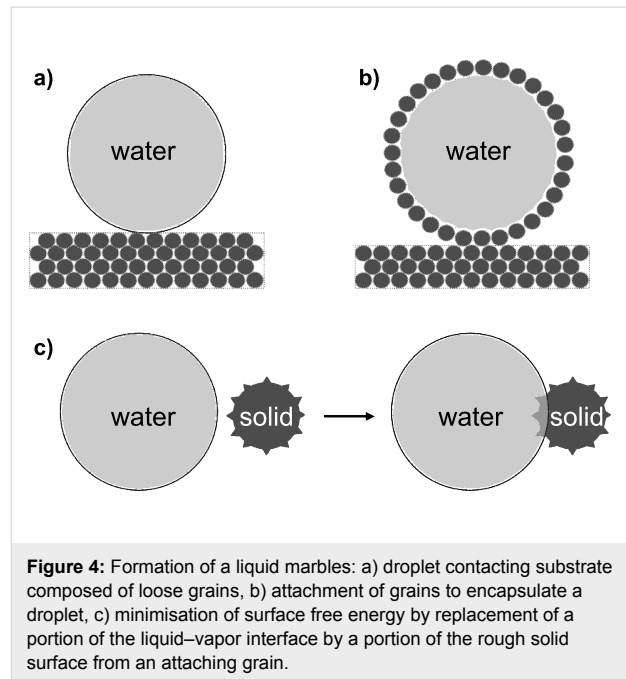 a)
b)
water
water
c)
water
solid
water
solid
Figure 4: Formation of a liquid marbles: a) droplet contacting substrate
composed of loose grains, b) attachment of grains to encapsulate a
droplet, c) minimisation of surface free energy by replacement of a
portion of the liquid–vapor interface by a portion of the rough solid
surface from an attaching grain.